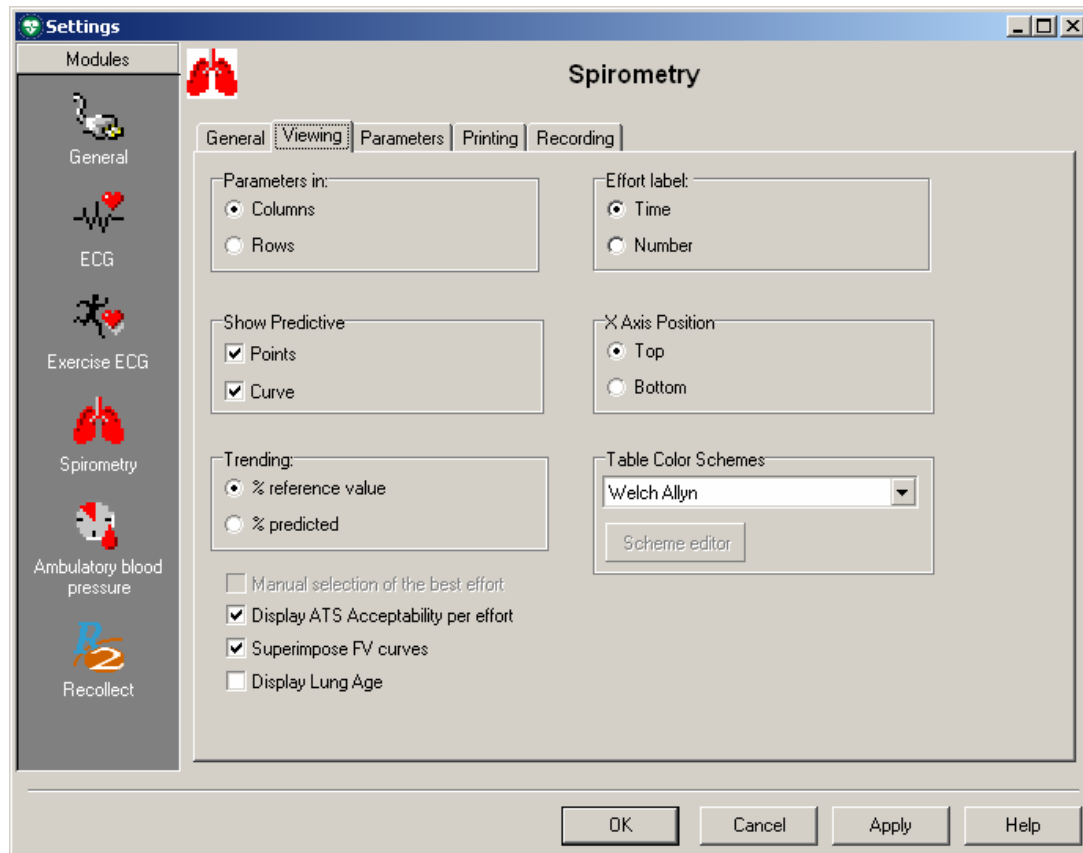 Settings
Modules
General
ECG
Exercise ECG
Spirometry
Ambulatory blood
pressure
R2
Recollect
Spirometry
General Viewing Parameters Printing Recording
Parameters in:
Columns
Rows
Effort label:
Time
Number
Show Predictive
Points
Curve
X Axis Position
Top
Bottom
Trending:
% reference value
% predicted
Table Color Schemes
Welch Allyn
Scheme editor
Manual selection of the best effort
Display ATS Acceptability per effort
Superimpose FV curves
Display Lung Age
OK Cancel Apply Help